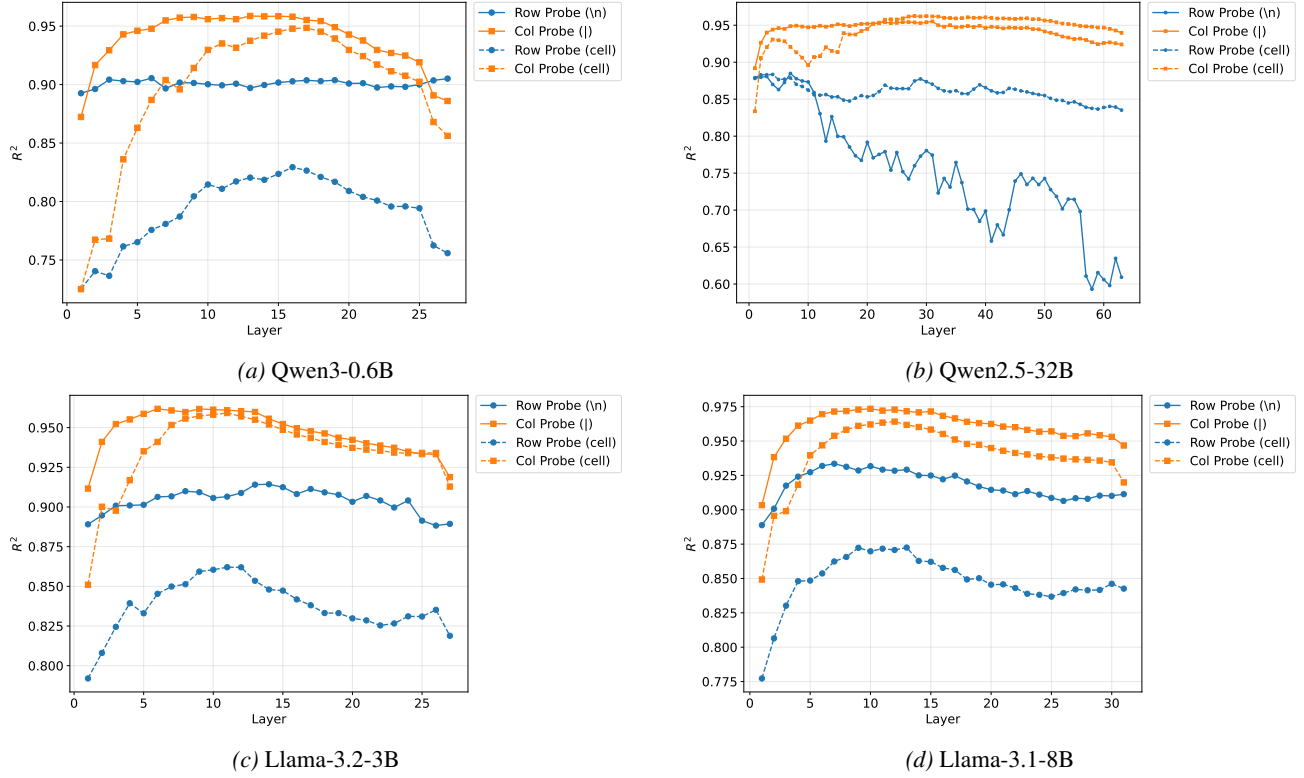 0.95
0.90
0.85
0.80
0.75
R²
0 5 10 15 20 25
Layer
Row Probe (\n)
Col Probe (|)
Row Probe (cell)
Col Probe (cell)
(a) Qwen3-0.6B
0.95
0.90
0.85
0.80
0.75
0.70
0.65
0.60
R²
0 10 20 30 40 50 60
Layer
Row Probe (\n)
Col Probe (|)
Row Probe (cell)
Col Probe (cell)
(b) Qwen2.5-32B
0.950
0.925
0.900
0.875
0.850
0.825
0.800
R²
0 5 10 15 20 25
Layer
Row Probe (\n)
Col Probe (|)
Row Probe (cell)
Col Probe (cell)
(c) Llama-3.2-3B
0.975
0.950
0.925
0.900
0.875
0.850
0.825
0.800
0.775
R²
0 5 10 15 20 25 30
Layer
Row Probe (\n)
Col Probe (|)
Row Probe (cell)
Col Probe (cell)
(d) Llama-3.1-8B